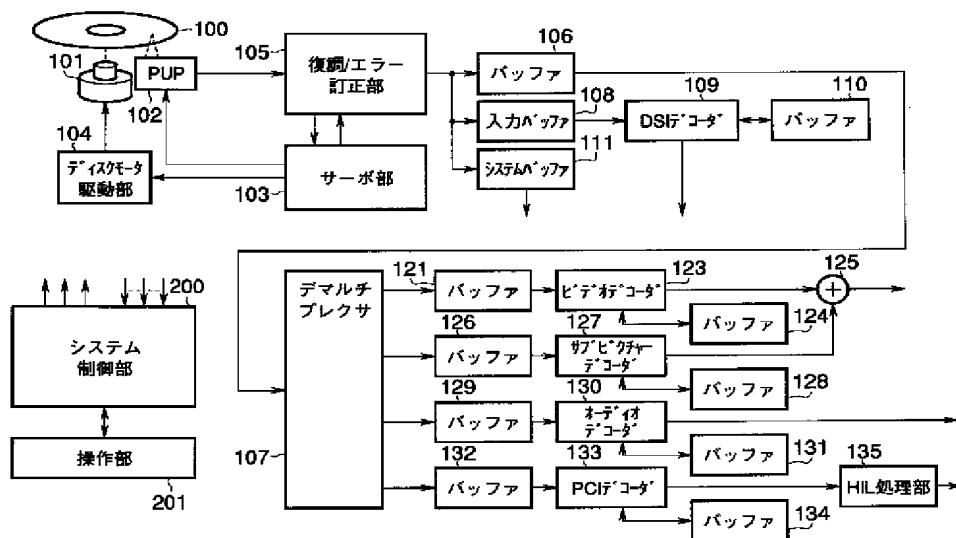 100
101
PUP
102
104
ディスクモータ
駆動部
105
復調/エラー
訂正部
サーボ部
103
106
バッファ
108
入力バッファ
111
システムバッファ
109
DSIデコーダ
110
バッファ
200
システム
制御部
操作部
201
デマルチ
プレクサ
107
121
バッファ
123
ビデオデコーダ
125
+
バッファ
124
126
バッファ
127
サブピクチャー
デコーダ
バッファ
128
129
バッファ
130
オーディオ
デコーダ
バッファ
131
132
バッファ
133
PCIデコーダ
135
HIL処理部
バッファ
134